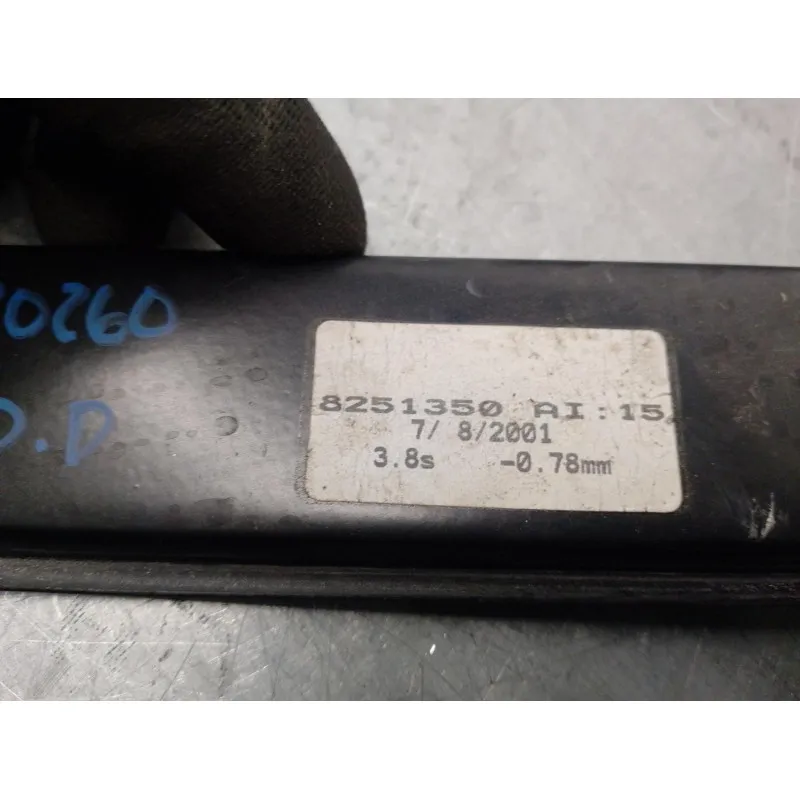 0260
D.D
8251350 AI:15
7/ 8/2001
3.8s -0.78mm